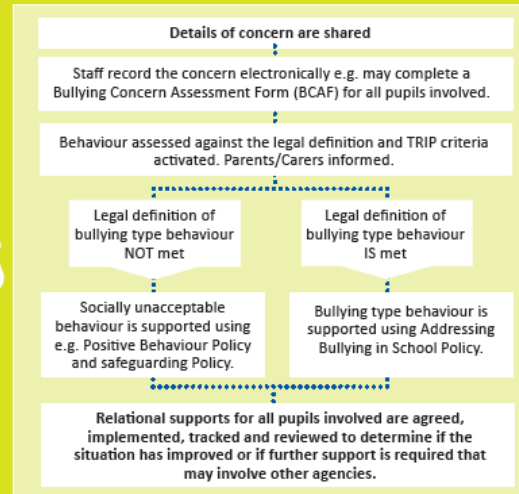 Details of concern are shared
Staff record the concern electronically e.g. may complete a
Bullying Concern Assessment Form (BCAF) for all pupils involved.
Behaviour assessed against the legal definition and TRIP criteria
activated. Parents/Carers informed.
Legal definition of
bullying type behaviour
NOT met
Legal definition of
bullying type behaviour
IS met
Socially unacceptable
behaviour is supported using
e.g. Positive Behaviour Policy
and safeguarding Policy.
Bullying type behaviour is
supported using Addressing
Bullying in School Policy.
Relational supports for all pupils involved are agreed,
implemented, tracked and reviewed to determine if the
situation has improved or if further support is required that
may involve other agencies.